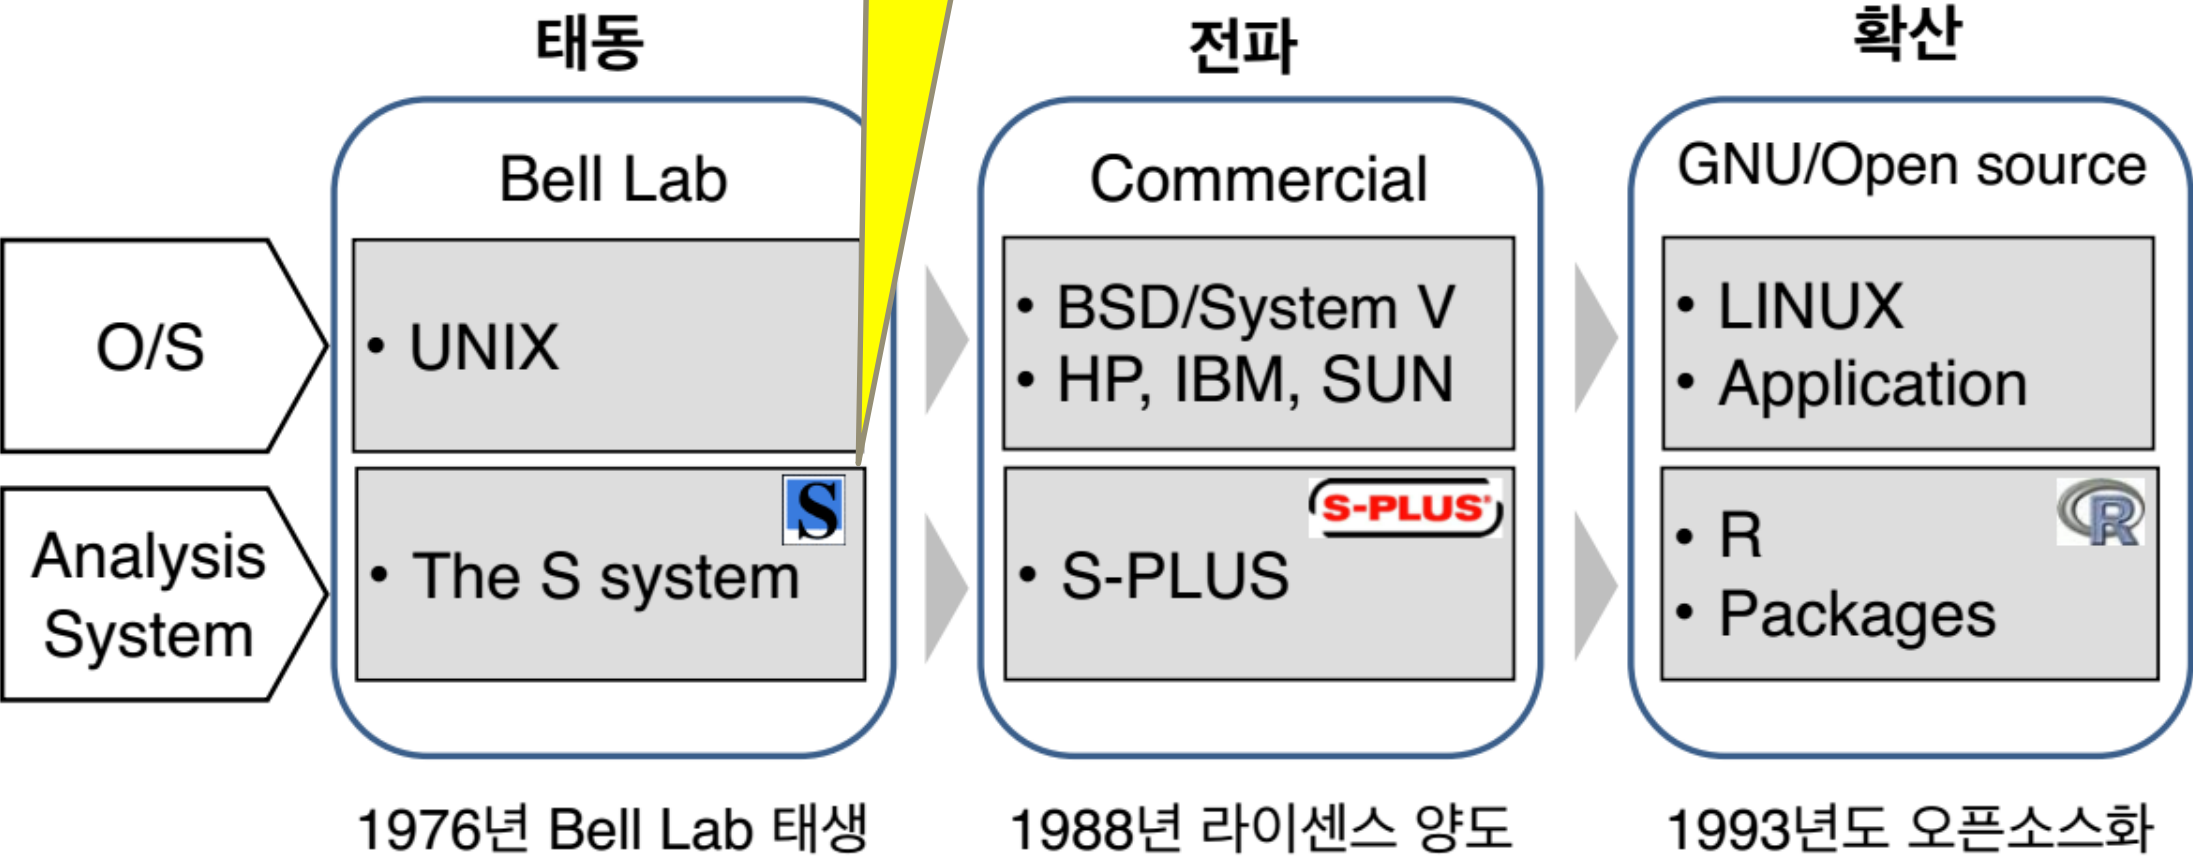 태동
전파
확산
Bell Lab
Commercial
GNU/Open source
O/S
• UNIX
• BSD/System V
• HP, IBM, SUN
• LINUX
• Application
Analysis
System
S
• The S system
S-PLUS
• S-PLUS
R
• R
• Packages
1976년 Bell Lab 태생
1988년 라이센스 양도
1993년도 오픈소스화